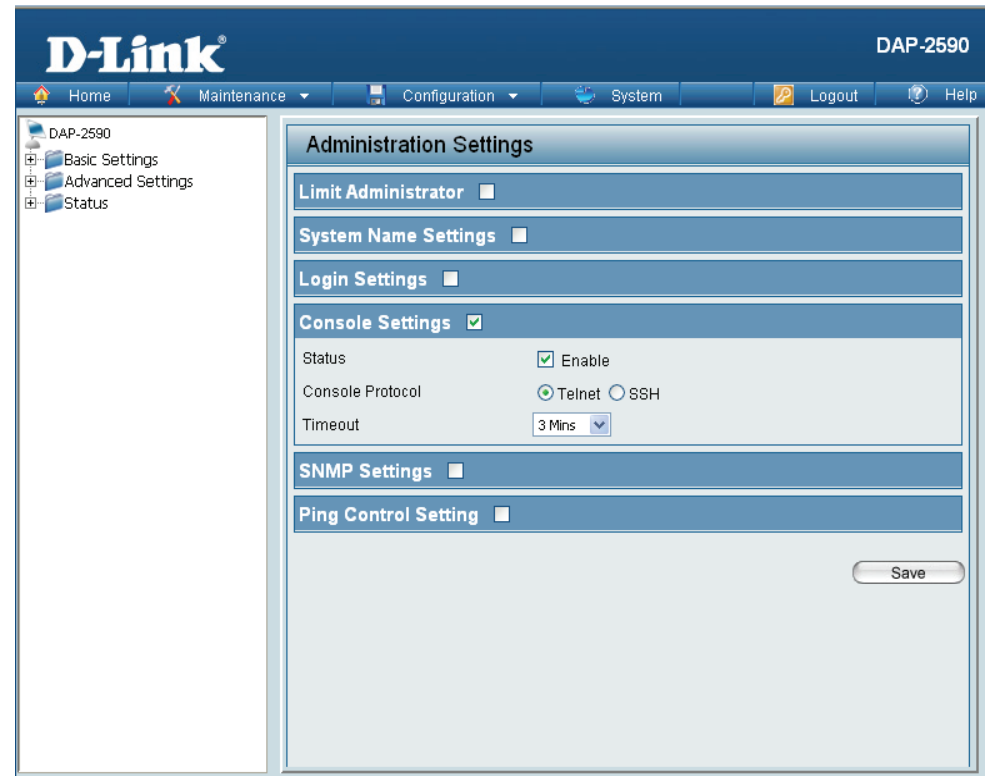 D-Link®
DAP-2590
Home Maintenance Configuration System Logout Help
DAP-2590
Basic Settings
Advanced Settings
Status
Administration Settings
Limit Administrator
System Name Settings
Login Settings
Console Settings
Status Enable
Console Protocol Telnet SSH
Timeout 3 Mins
SNMP Settings
Ping Control Setting
Save